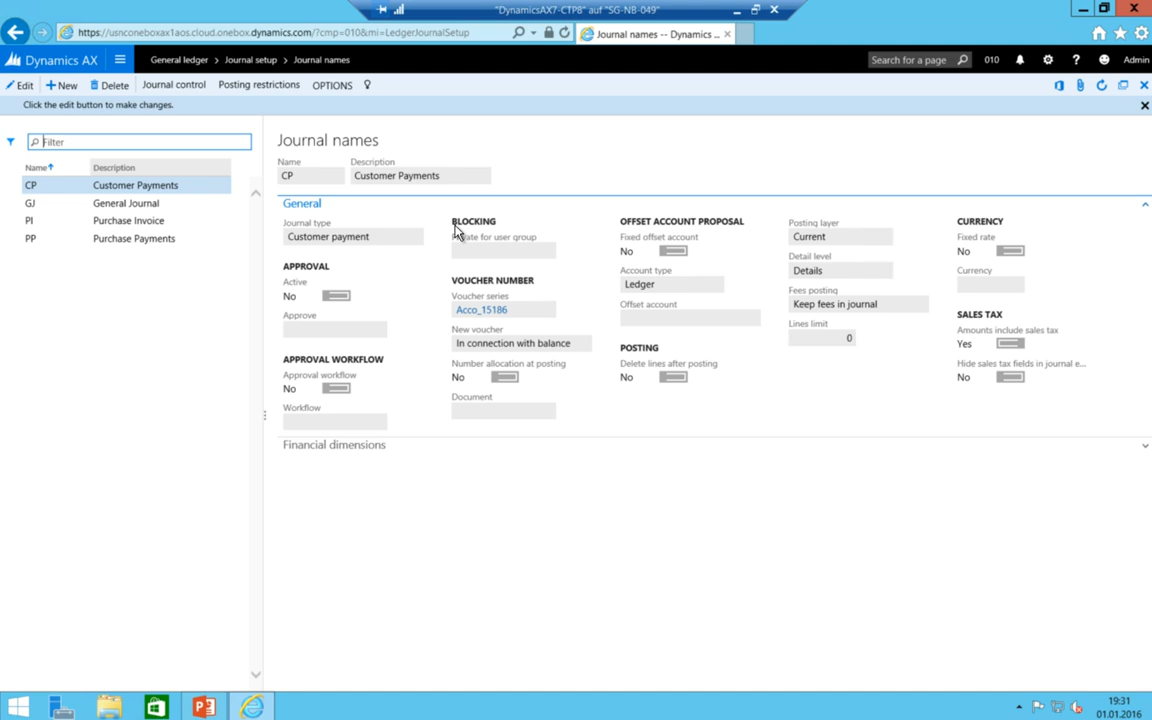 "DynamicsAX7-CTP8" auf "SG-NB-049"
https://usnconeboxax1aos.cloud.onebox.dynamics.com/?cmp=010&mi=LedgerJournalSetup
Journal names -- Dynamics ...
Dynamics AX
General ledger > Journal setup > Journal names
Search for a page
010
?
Admin
Edit
New
Delete
Journal control
Posting restrictions
OPTIONS
Click the edit button to make changes.
Filter
Name Description
CP Customer Payments
GJ General Journal
PI Purchase Invoice
PP Purchase Payments
Journal names
Name Description
CP Customer Payments
General
Journal type
Customer payment
APPROVAL
Active
No
Approve
APPROVAL WORKFLOW
Approval workflow
No
Workflow
BLOCKING
for user group
VOUCHER NUMBER
Voucher series
Acco_15186
New voucher
In connection with balance
Number allocation at posting
No
Document
OFFSET ACCOUNT PROPOSAL
Fixed offset account
No
Account type
Ledger
Offset account
POSTING
Delete lines after posting
No
Posting layer
Current
Detail level
Details
Fees posting
Keep fees in journal
Lines limit
0
CURRENCY
Fixed rate
No
Currency
SALES TAX
Amounts include sales tax
Yes
Hide sales tax fields in journal e...
No
Financial dimensions
19:31
01.01.2016